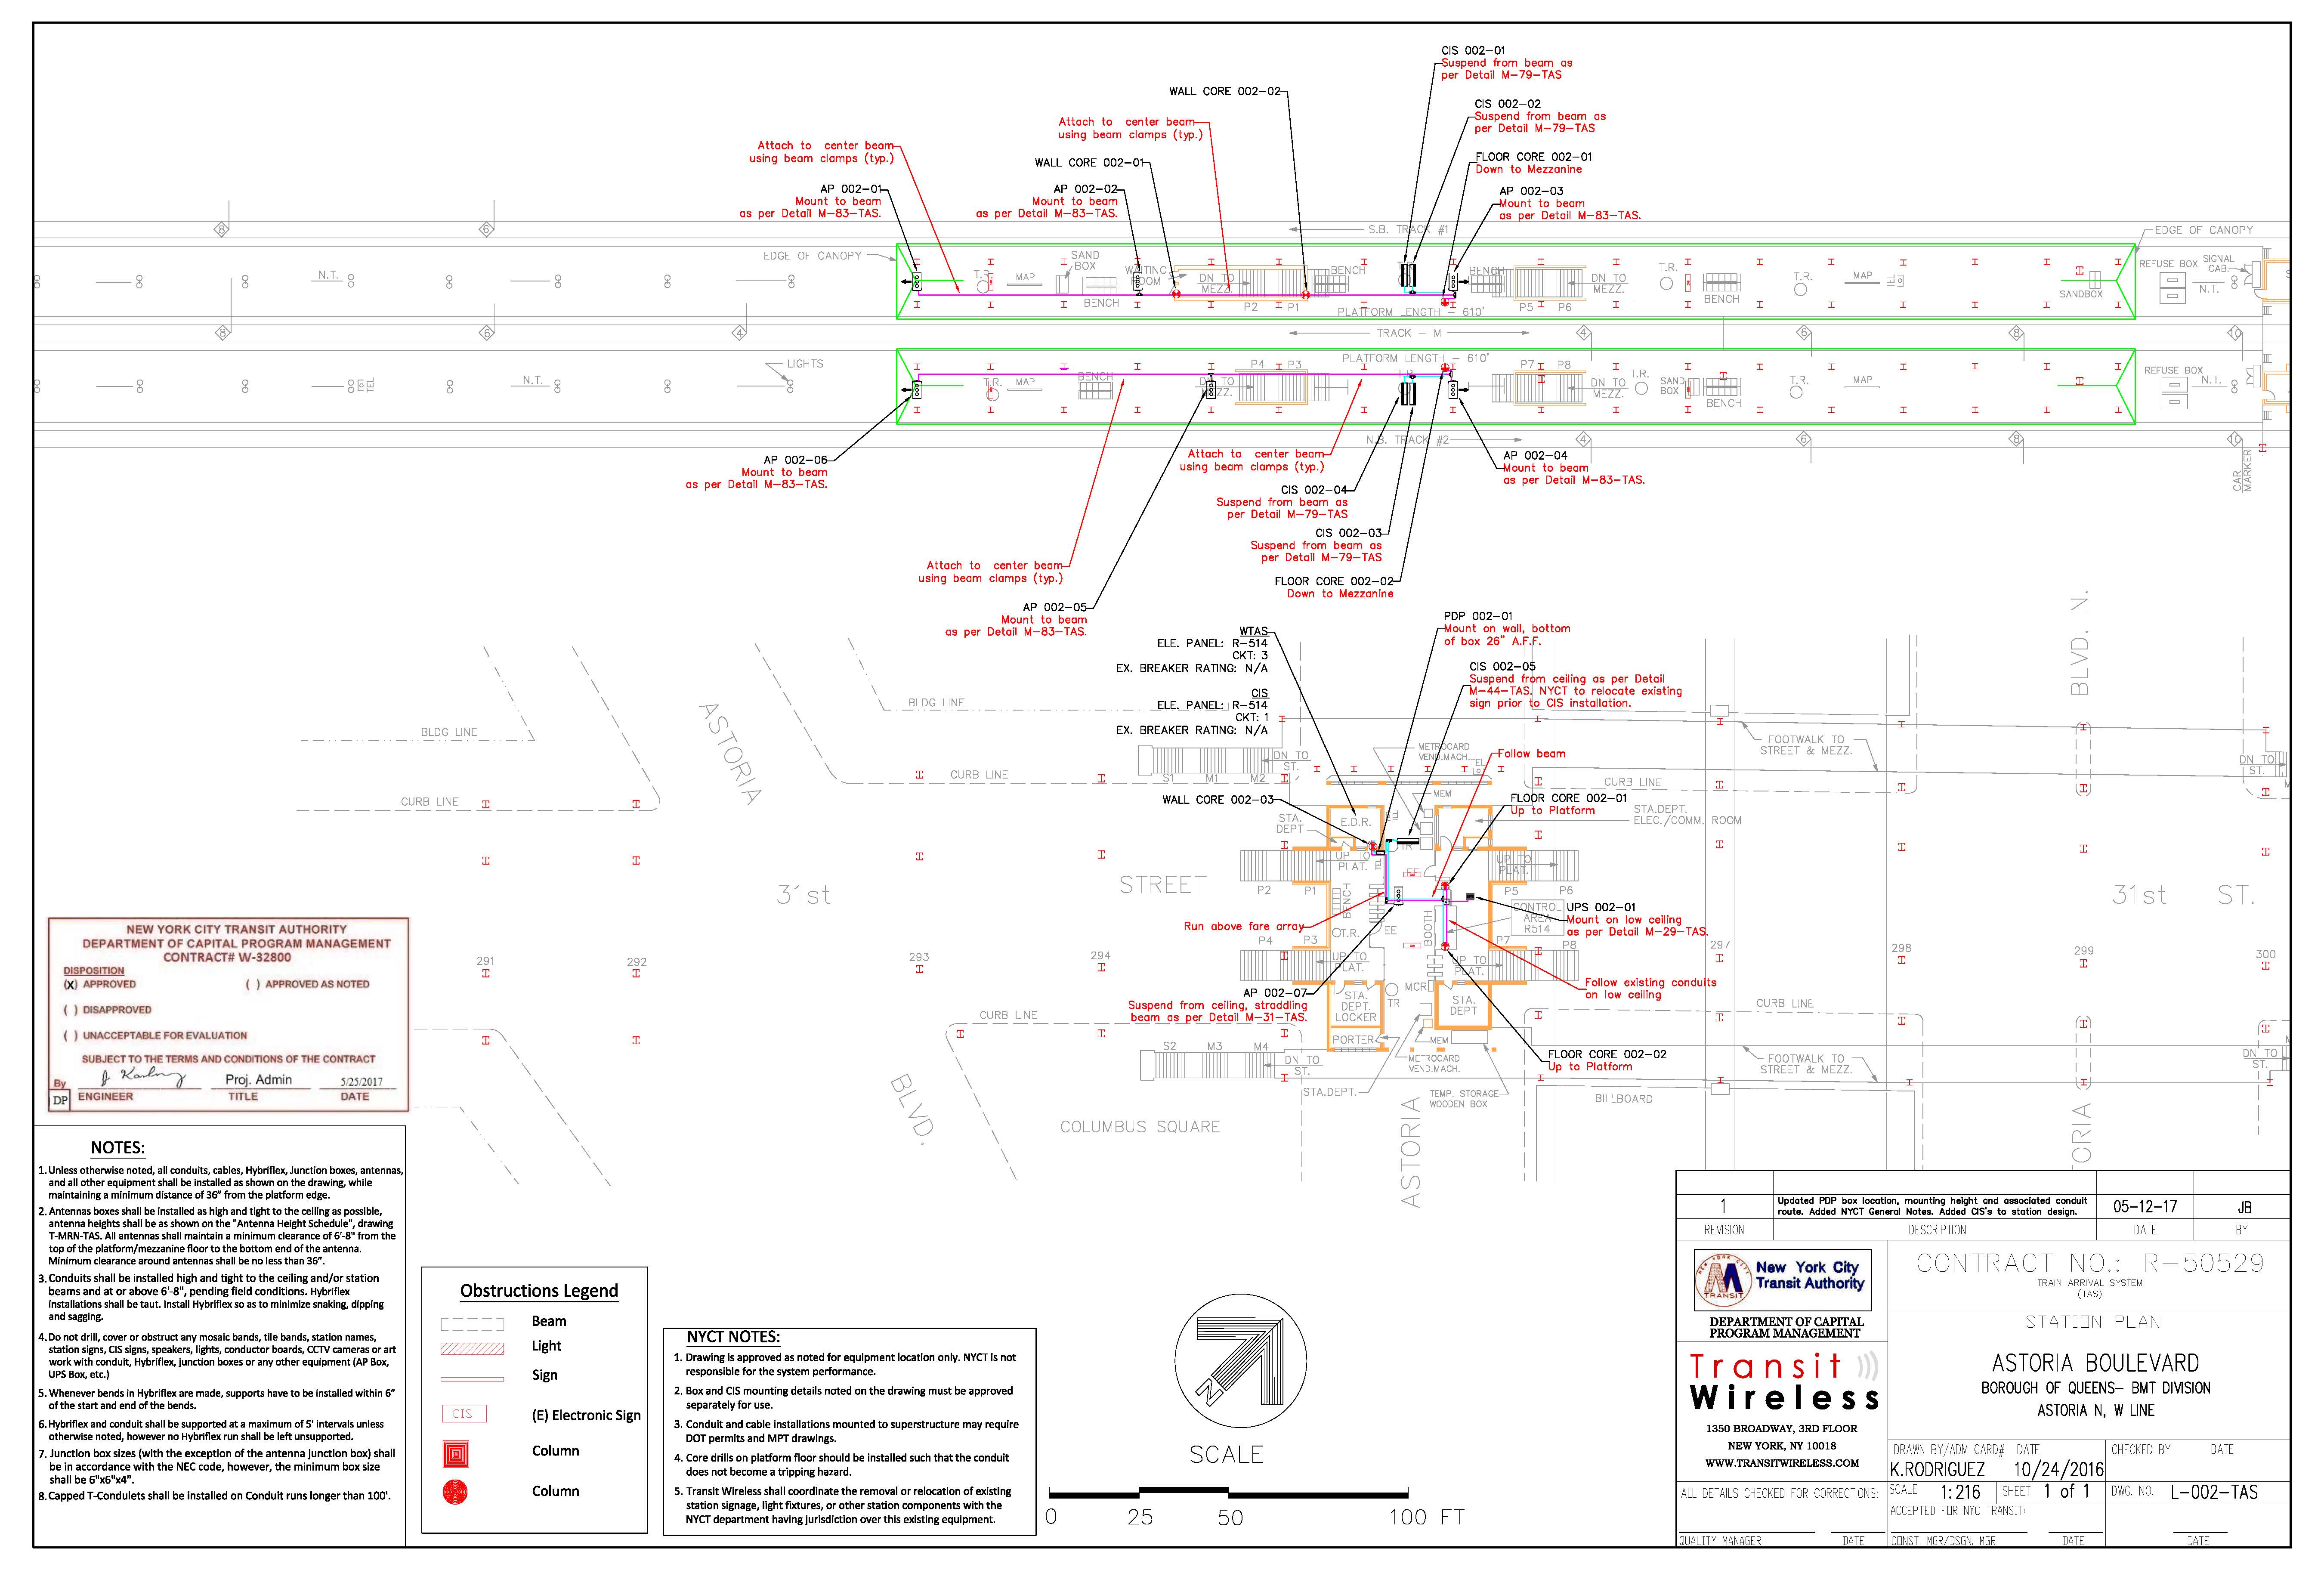 CIS 002-01
Suspend from beam as
per Detail M-79-TAS
WALL CORE 002-02
CIS 002-02
Suspend from beam as
per Detail M-79-TAS
Attach to center beam
using beam clamps (typ.)
Attach to center beam
using beam clamps (typ.)
WALL CORE 002-01
FLOOR CORE 002-01
Down to Mezzanine
AP 002-01
Mount to beam
as per Detail M-83-TAS.
AP 002-02
Mount to beam
as per Detail M-83-TAS.
AP 002-03
Mount to beam
as per Detail M-83-TAS.
8
6
S.B. TRACK #1
EDGE OF CANOPY
EDGE OF CANOPY
N.T.
T.R.
MAP
SAND
BOX
BENCH
WAITING
ROOM
DN TO
MEZZ.
P2
P1
BENCH
BENCH
DN TO
MEZZ.
P5
P6
T.R.
BENCH
T.R.
MAP
TEL
SANDBOX
REFUSE BOX
SIGNAL
CAB.
N.T.
PLATFORM LENGTH - 610'
8
6
4
TRACK - M
4
6
8
10
LIGHTS
PLATFORM LENGTH - 610'
TEL
N.T.
T.R.
MAP
BENCH
DN TO
MEZZ.
P4
P3
P7
P8
DN TO
MEZZ.
T.R.
SAND
BOX
BENCH
T.R.
MAP
REFUSE BOX
N.T.
N.B. TRACK #2
4
6
8
10
CAR
MARKER
AP 002-06
Mount to beam
as per Detail M-83-TAS.
Attach to center beam
using beam clamps (typ.)
AP 002-04
Mount to beam
as per Detail M-83-TAS.
CIS 002-04
Suspend from beam as
per Detail M-79-TAS
CIS 002-03
Suspend from beam as
per Detail M-79-TAS
Attach to center beam
using beam clamps (typ.)
FLOOR CORE 002-02
Down to Mezzanine
AP 002-05
Mount to beam
as per Detail M-83-TAS.
PDP 002-01
Mount on wall, bottom
of box 26" A.F.F.
WTAS
ELE. PANEL: R-514
CKT: 3
EX. BREAKER RATING: N/A
CIS
ELE. PANEL: R-514
CKT: 1
EX. BREAKER RATING: N/A
CIS 002-05
Suspend from ceiling as per Detail
M-44-TAS. NYCT to relocate existing
sign prior to CIS installation.
BLVD. N.
BLDG LINE
BLDG LINE
ASTORIA
CURB LINE
CURB LINE
DN TO
ST.
S1
M1
M2
METROCARD
VEND.MACH.
TEL
Follow beam
FOOTWALK TO
STREET & MEZZ.
CURB LINE
DN TO
ST.
MEM
WALL CORE 002-03
FLOOR CORE 002-01
Up to Platform
STA.
DEPT
E.D.R.
TEL
STA.DEPT.
ELEC./COMM. ROOM
TR
UP TO
PLAT.
TEL
UP TO
PLAT.
31st
STREET
P2
P1
BENCH
P5
P6
31st ST.
BOOTH
CONTROL
AREA
R514
UPS 002-01
Mount on low ceiling
as per Detail M-29-TAS.
Run above fare array
T.R.
EE
P4
P3
P7
P8
UP TO
PLAT.
UP TO
PLAT.
291
292
293
294
297
298
299
300
Follow existing conduits
on low ceiling
AP 002-07
Suspend from ceiling, straddling
beam as per Detail M-31-TAS.
STA.
DEPT.
LOCKER
TR
MCR
STA.
DEPT
CURB LINE
CURB LINE
PORTER
MEM
S2
M3
M4
DN TO
ST.
METROCARD
VEND.MACH.
FLOOR CORE 002-02
Up to Platform
FOOTWALK TO
STREET & MEZZ.
DN TO
ST.
STA.DEPT.
TEMP. STORAGE
WOODEN BOX
BILLBOARD
BLVD.
COLUMBUS SQUARE
ASTORIA
ORIA
NEW YORK CITY TRANSIT AUTHORITY
DEPARTMENT OF CAPITAL PROGRAM MANAGEMENT
CONTRACT# W-32800
DISPOSITION
(X) APPROVED
( ) APPROVED AS NOTED
( ) DISAPPROVED
( ) UNACCEPTABLE FOR EVALUATION
SUBJECT TO THE TERMS AND CONDITIONS OF THE CONTRACT
By
Proj. Admin
5/25/2017
DP
ENGINEER
TITLE
DATE
NOTES:
1. Unless otherwise noted, all conduits, cables, Hybriflex, Junction boxes, antennas,
and all other equipment shall be installed as shown on the drawing, while
maintaining a minimum distance of 36" from the platform edge.
2. Antennas boxes shall be installed as high and tight to the ceiling as possible,
antenna heights shall be as shown on the "Antenna Height Schedule", drawing
T-MRN-TAS. All antennas shall maintain a minimum clearance of 6'-8" from the
top of the platform/mezzanine floor to the bottom end of the antenna.
Minimum clearance around antennas shall be no less than 36".
3. Conduits shall be installed high and tight to the ceiling and/or station
beams and at or above 6'-8", pending field conditions. Hybriflex
installations shall be taut. Install Hybriflex so as to minimize snaking, dipping
and sagging.
4. Do not drill, cover or obstruct any mosaic bands, tile bands, station names,
station signs, CIS signs, speakers, lights, conductor boards, CCTV cameras or art
work with conduit, Hybriflex, junction boxes or any other equipment (AP Box,
UPS Box, etc.)
5. Whenever bends in Hybriflex are made, supports have to be installed within 6"
of the start and end of the bends.
6. Hybriflex and conduit shall be supported at a maximum of 5' intervals unless
otherwise noted, however no Hybriflex run shall be left unsupported.
7. Junction box sizes (with the exception of the antenna junction box) shall
be in accordance with the NEC code, however, the minimum box size
shall be 6"x6"x4".
8. Capped T-Condulets shall be installed on Conduit runs longer than 100'.
Obstructions Legend
Beam
Light
Sign
CIS
(E) Electronic Sign
Column
Column
NYCT NOTES:
1. Drawing is approved as noted for equipment location only. NYCT is not
responsible for the system performance.
2. Box and CIS mounting details noted on the drawing must be approved
separately for use.
3. Conduit and cable installations mounted to superstructure may require
DOT permits and MPT drawings.
4. Core drills on platform floor should be installed such that the conduit
does not become a tripping hazard.
5. Transit Wireless shall coordinate the removal or relocation of existing
station signage, light fixtures, or other station components with the
NYCT department having jurisdiction over this existing equipment.
N
SCALE
0 25 50 100 FT
1
Updated PDP box location, mounting height and associated conduit
route. Added NYCT General Notes. Added CIS's to station design.
05-12-17
JB
REVISION
DESCRIPTION
DATE
BY
New York City
Transit Authority
TRANSIT
DEPARTMENT OF CAPITAL
PROGRAM MANAGEMENT
Transit
Wireless
1350 BROADWAY, 3RD FLOOR
NEW YORK, NY 10018
WWW.TRANSITWIRELESS.COM
ALL DETAILS CHECKED FOR CORRECTIONS:
QUALITY MANAGER
DATE
CONTRACT NO.: R-50529
TRAIN ARRIVAL SYSTEM
(TAS)
STATION PLAN
ASTORIA BOULEVARD
BOROUGH OF QUEENS- BMT DIVISION
ASTORIA N, W LINE
DRAWN BY/ADM CARD# DATE
K.RODRIGUEZ 10/24/2016
CHECKED BY DATE
SCALE 1:216
SHEET 1 of 1
DWG. NO. L-002-TAS
ACCEPTED FOR NYC TRANSIT:
CONST. MGR/DSGN. MGR
DATE
DATE